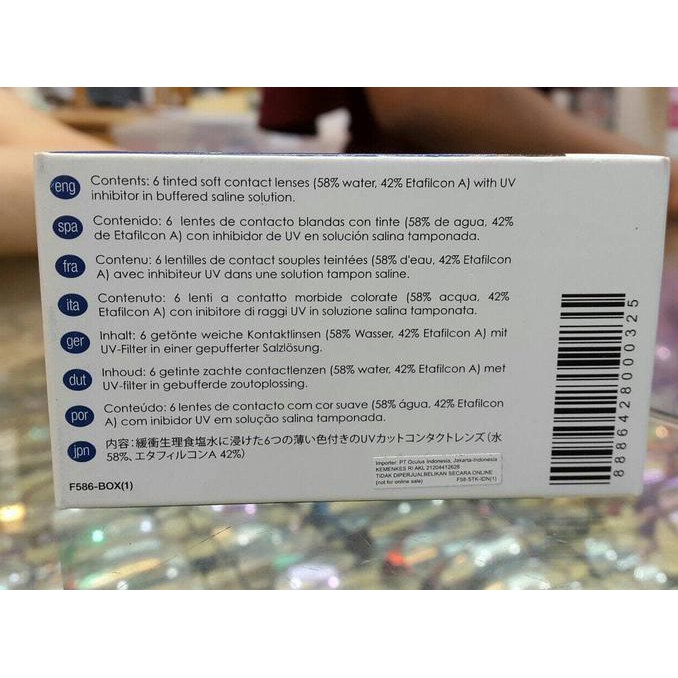 eng
Contents: 6 tinted soft contact lenses (58% water, 42% Etafilcon A) with UV
inhibitor in buffered saline solution.
spa
Contenido: 6 lentes de contacto blandas con tinte (58% de agua, 42%
de Etafilcon A) con inhibidor de UV en solución salina tamponada.
fra
Contenu: 6 lentilles de contact souples teintées (58% d'eau, 42% Etafilcon
A) avec inhibiteur UV dans une solution tampon saline.
ita
Contenuto: 6 lenti a contatto morbide colorate (58% acqua, 42%
Etafilcon A) con inibitore di raggi UV in soluzione salina tamponata.
ger
Inhalt: 6 getönte weiche Kontaktlinsen (58% Wasser, 42% Etafilcon A) mit
UV-Filter in einer gepufferter Salzlösung.
dut
Inhoud: 6 getinte zachte contactlenzen (58% water, 42% Etafilcon A) met
UV-filter in gebufferde zoutoplossing.
por
Conteúdo: 6 lentes de contacto com cor suave (58% água, 42% Etafilcon
A) com inibidor UV em solução salina tamponada.
jpn
内容：緩衝生理食塩水に浸けた6つの薄い色付きのUVカットコンタクトレンズ（水
58%、エタフィルコンA 42%）
F586-BOX(1)
Importer: PT Oculus Indonesia, Jakarta-Indonesia
KEMENKES RI AKL 21204412628
TIDAK DIPERJUALBELIKAN SECARA ONLINE
(not for online sale) F58-STK-IDN(1)
8886428000325